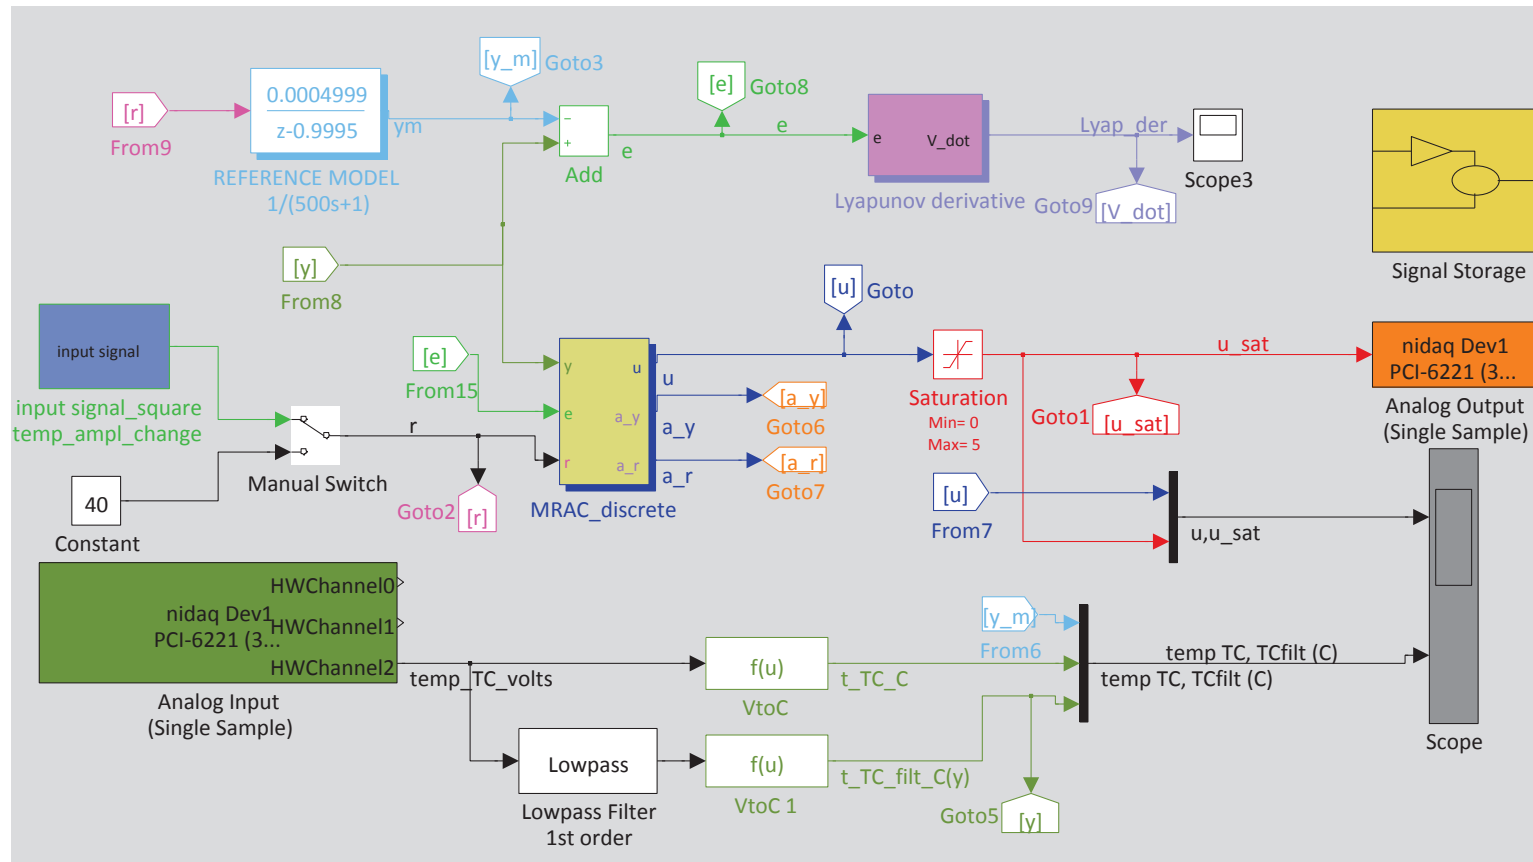 [y_m]
Goto3
[e]
Goto8
[r]
From9
0.0004999
z-0.9995
ym
REFERENCE MODEL
1/(500s+1)
−
+
Add
e
e
e
V_dot
Lyapunov derivative
Lyap_der
Scope3
Goto9
[V_dot]
Signal Storage
[y]
From8
[u]
Goto
input signal
input signal_square
temp_ampl_change
[e]
From15
y
e
r
u
a_y
a_r
MRAC_discrete
u
a_y
a_r
[a_y]
Goto6
[a_r]
Goto7
Saturation
Min= 0
Max= 5
u_sat
Goto1
[u_sat]
nidaq Dev1
PCI-6221 (3...
Analog Output
(Single Sample)
r
Manual Switch
Goto2
[r]
40
Constant
[u]
From7
u,u_sat
HWChannel0
nidaq Dev1
HWChannel1
PCI-6221 (3...
HWChannel2
Analog Input
(Single Sample)
temp_TC_volts
f(u)
VtoC
t_TC_C
[y_m]
From6
temp TC, TCfilt (C)
temp TC, TCfilt (C)
Lowpass
Lowpass Filter
1st order
f(u)
VtoC 1
t_TC_filt_C(y)
Goto5
[y]
Scope